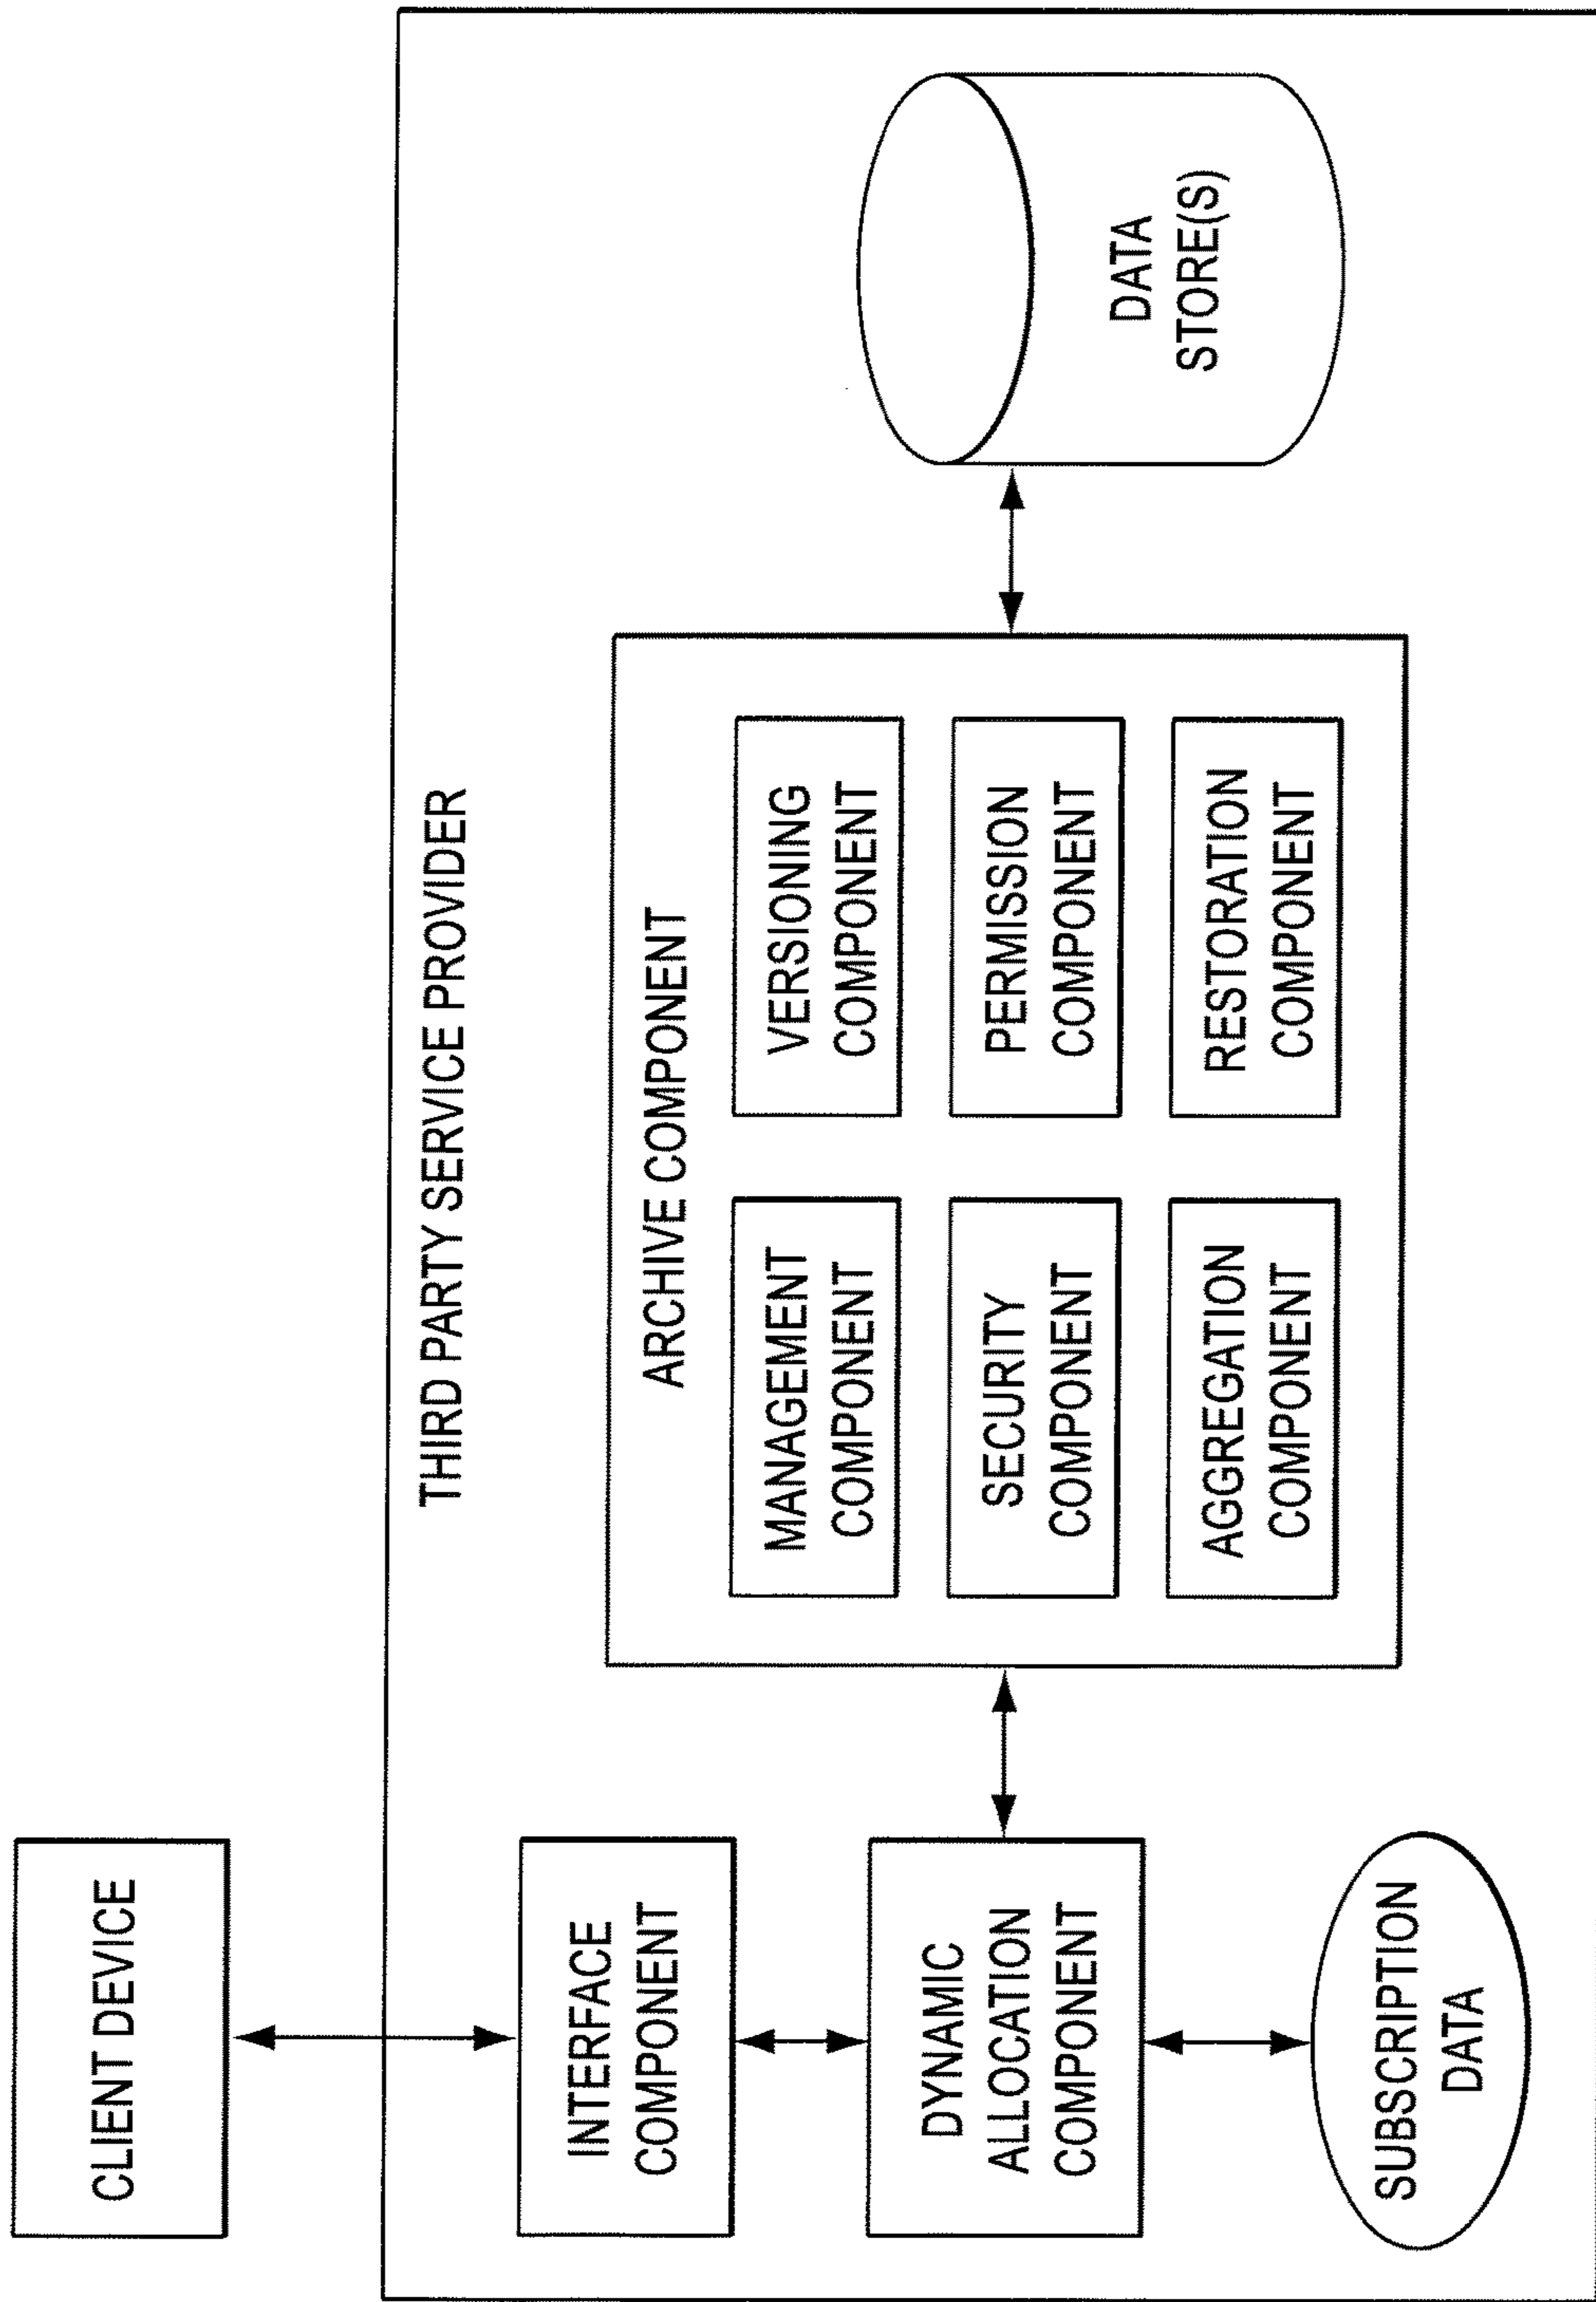 CLIENT DEVICE
THIRD PARTY SERVICE PROVIDER
INTERFACE
COMPONENT
DYNAMIC
ALLOCATION
COMPONENT
SUBSCRIPTION
DATA
ARCHIVE COMPONENT
MANAGEMENT
COMPONENT
VERSIONING
COMPONENT
SECURITY
COMPONENT
PERMISSION
COMPONENT
AGGREGATION
COMPONENT
RESTORATION
COMPONENT
DATA
STORE(S)